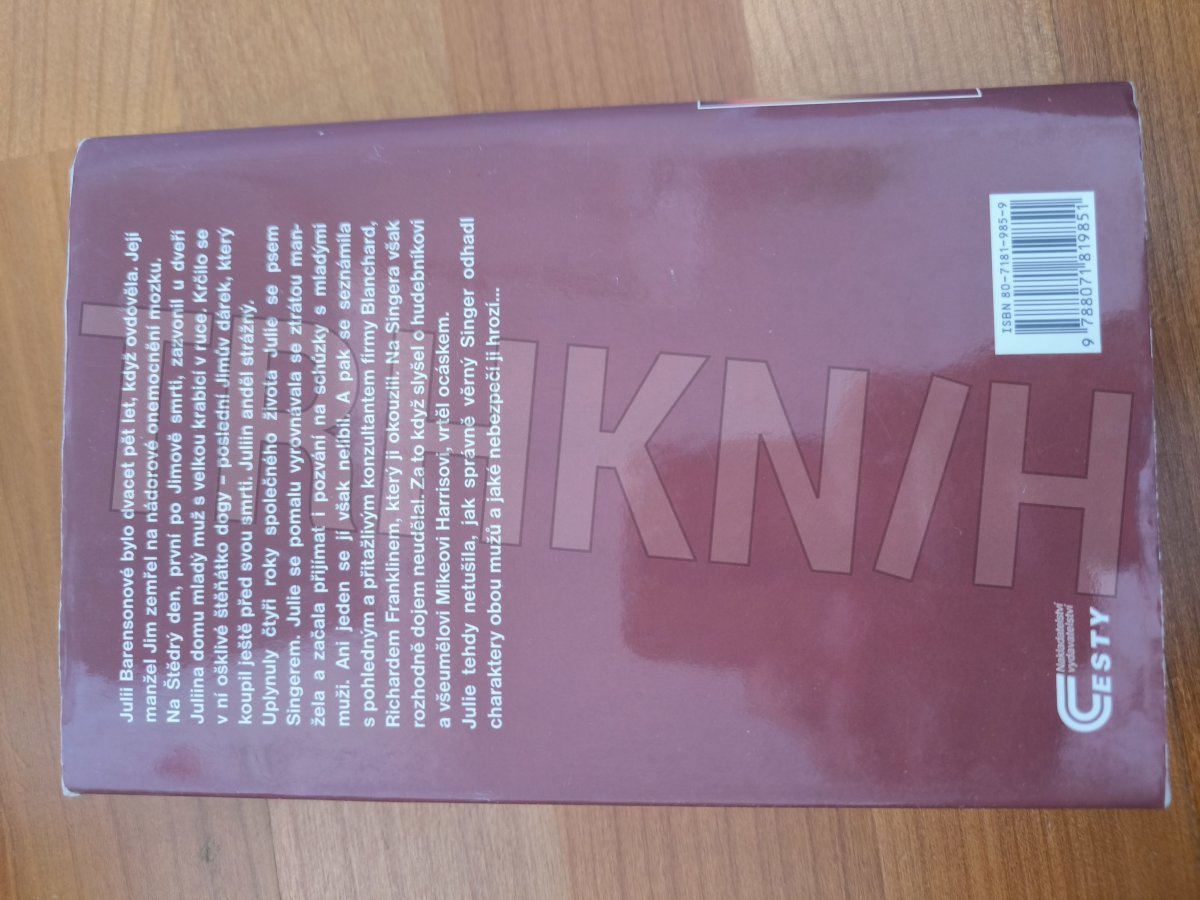 Julii Barensonové bylo dvacet pět let, když ovdověla. Její
manžel Jim zemřel na nádorové onemocnění mozku.
Na Štědrý den, první po Jimově smrti, zazvonil u dveří
Juliina domu mladý muž s velkou krabicí v ruce. Krčilo se
v ní ošklivé štěňátko dogy – poslední Jimův dárek, který
koupil ještě před svou smrtí. Juliin anděl strážný.
Uplynuly čtyři roky společného života Julie se psem
Singerem. Julie se pomalu vyrovnávala se ztrátou man-
žela a začala přijímat i pozvání na schůzky s mladými
muži. Ani jeden se jí však nelíbil. A pak se seznámila
s pohledným a přitažlivým konzultantem firmy Blanchard,
Richardem Franklinem, který ji okouzlil. Na Singera však
rozhodně dojem neudělal. Za to když slyšel o hudebníkovi
a všeumělovi Mikeovi Harrisovi, vrtěl ocáskem.
Julie tehdy netušila, jak správně věrný Singer odhadl
charaktery obou mužů a jaké nebezpečí jí hrozí...
TRHKNIH
Nakladatelství
vydavatelství
CESTY
ISBN 80-7181-985-9
9 788071 819851